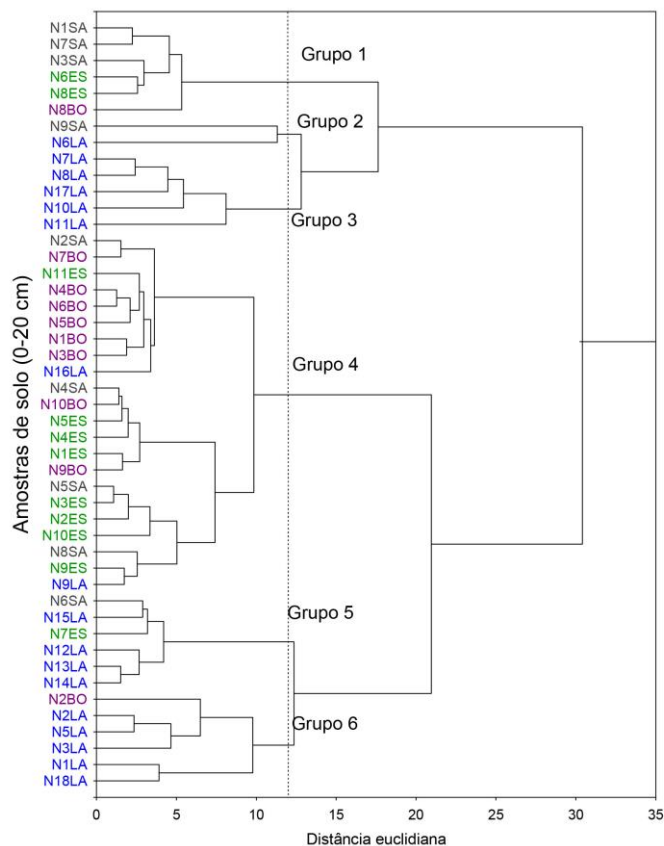 N1SA
N7SA
N3SA
N6ES
N8ES
N8BO
N9SA
N6LA
N7LA
N8LA
N17LA
N10LA
N11LA
N2SA
N7BO
N11ES
N4BO
N6BO
N5BO
N1BO
N3BO
N16LA
N4SA
N10BO
N5ES
N4ES
N1ES
N9BO
N5SA
N3ES
N2ES
N10ES
N8SA
N9ES
N9LA
N6SA
N15LA
N7ES
N12LA
N13LA
N14LA
N2BO
N2LA
N5LA
N3LA
N1LA
N18LA
Amostras de solo (0-20 cm)
Grupo 1
Grupo 2
Grupo 3
Grupo 4
Grupo 5
Grupo 6
0 5 10 15 20 25 30 35
Distância euclidiana